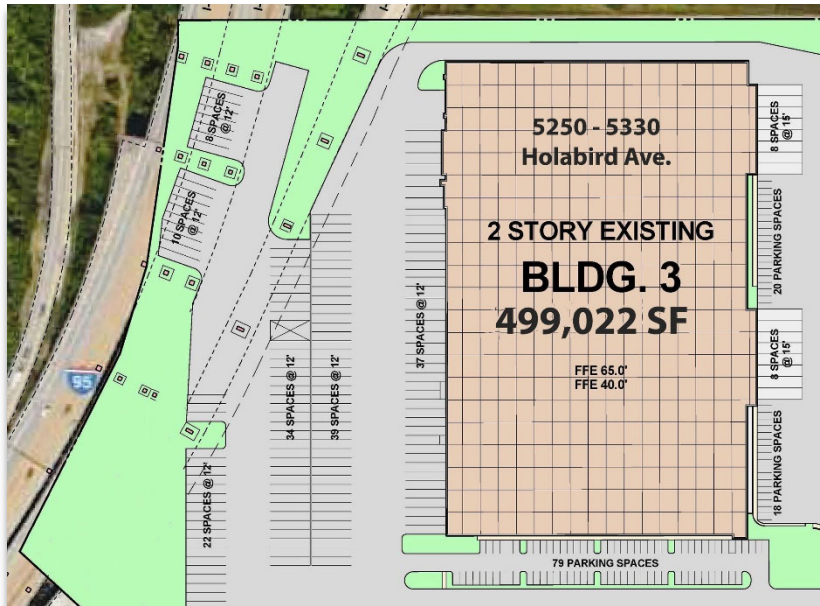 8 SPACES
@ 12'
10 SPACES
@ 12'
95
22 SPACES @ 12'
34 SPACES @ 12'
39 SPACES @ 12'
37 SPACES @ 12'
5250 - 5330
Holabird Ave.
2 STORY EXISTING
BLDG. 3
499,022 SF
FFE 65.0'
FFE 40.0'
8 SPACES
@ 15'
20 PARKING SPACES
8 SPACES
@ 15'
18 PARKING SPACES
79 PARKING SPACES